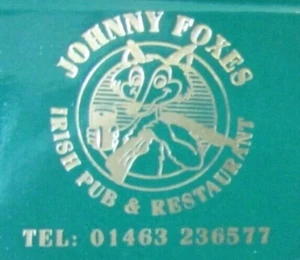 JOHNNY FOXES
IRISH PUB & RESTAURANT
TEL: 01463 236577